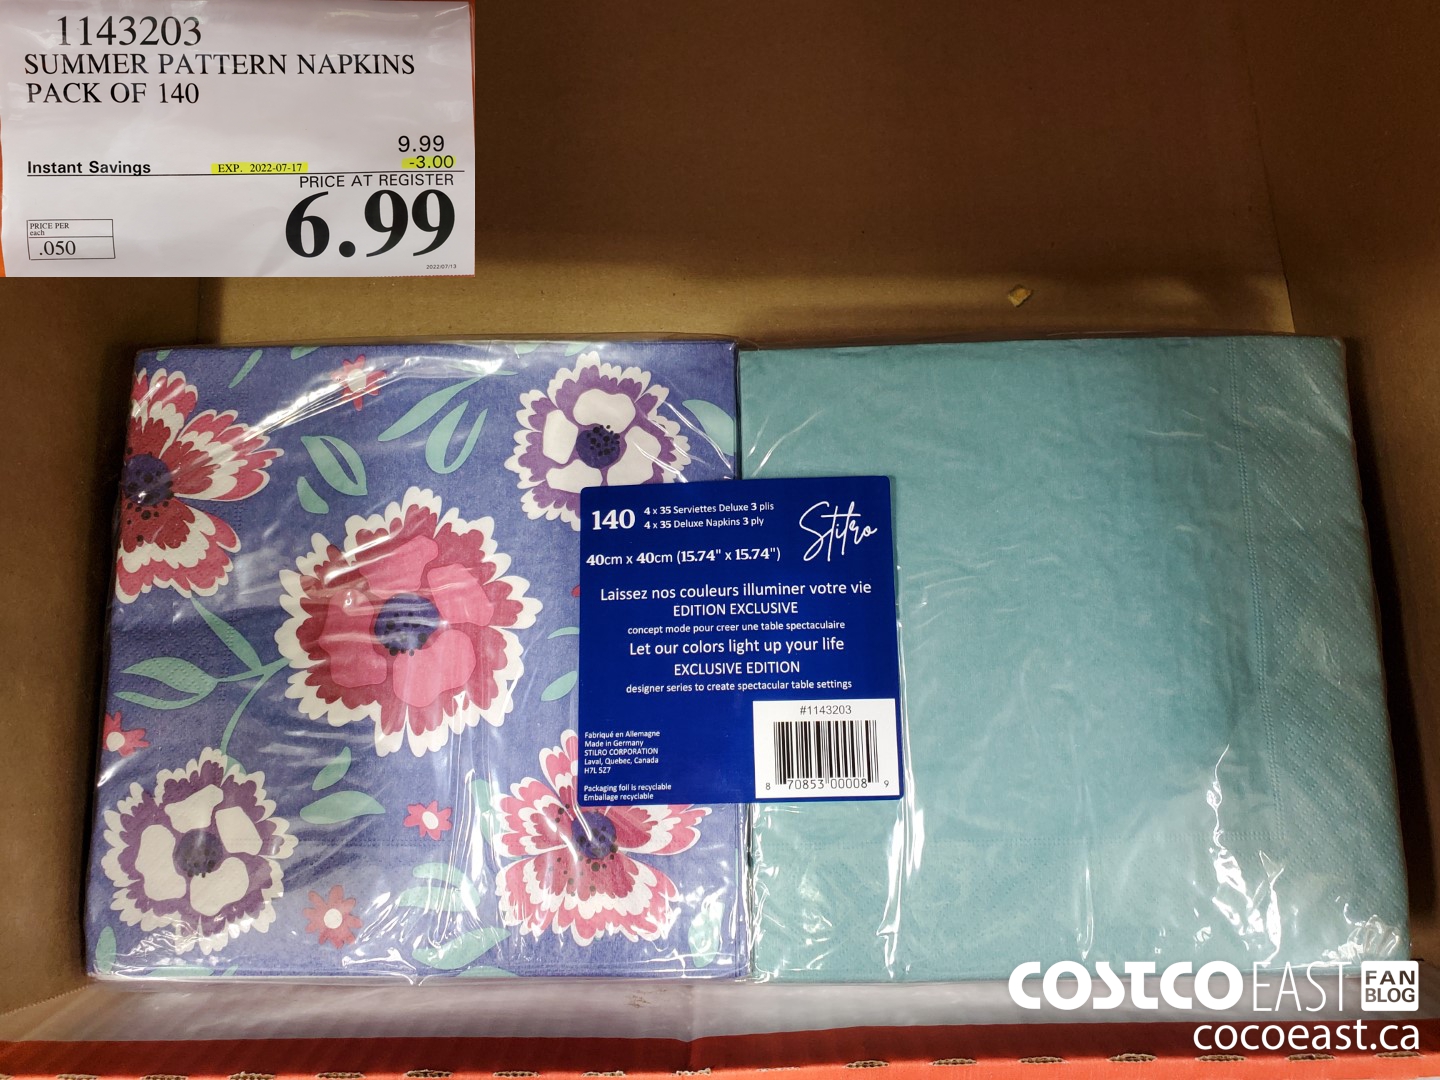 1143203
SUMMER PATTERN NAPKINS
PACK OF 140
9.99
Instant Savings EXP. 2022-07-17 -3.00
PRICE AT REGISTER
6.99
PRICE PER
each
.050
2022/07/13
140 4 x 35 Serviettes Deluxe 3 plis
4 x 35 Deluxe Napkins 3 ply
Stilro
40cm x 40cm (15.74" x 15.74")
Laissez nos couleurs illuminer votre vie
EDITION EXCLUSIVE
concept mode pour creer une table spectaculaire
Let our colors light up your life
EXCLUSIVE EDITION
designer series to create spectacular table settings
#1143203
Fabriqué en Allemagne
Made in Germany
STILRO CORPORATION
Laval, Quebec, Canada
H7L 5Z7
Packaging foil is recyclable
Emballage recyclable
8 70853 00008 9
COSTCO EAST FAN BLOG
cocoeast.ca